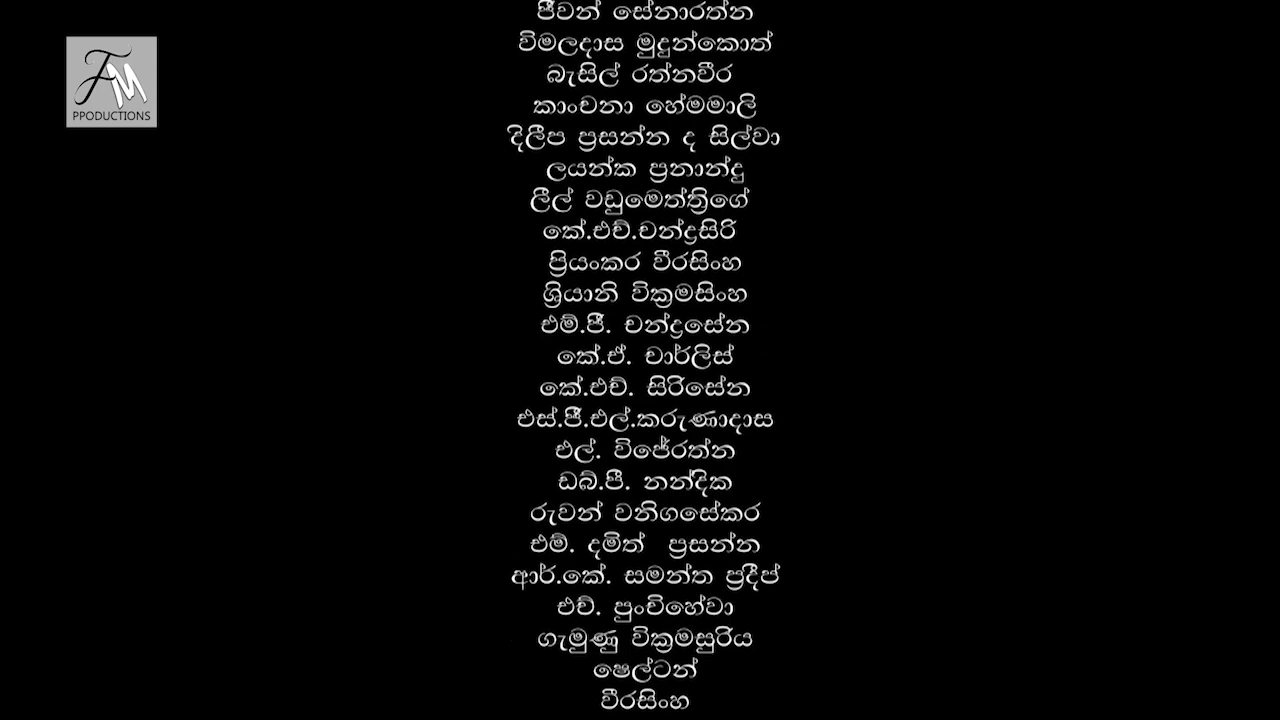 ජීවන් සේනාරත්න
විමලදාස මුදුන්කොත්
බැසිල් රත්නවීර
කාංචනා හේමමාලි
දිලීප ප්‍රසන්න ද සිල්වා
ලයන්ක ප්‍රනාන්දු
ලීල් වඩුමෙත්ත්‍රිගේ
කේ.එච්.චන්ද්‍රසිරි
ප්‍රියංකර වීරසිංහ
ශ්‍රියානි වික්‍රමසිංහ
එම්.ජී. චන්ද්‍රසේන
කේ.ඒ. චාර්ලිස්
කේ.එච්. සිරිසේන
එස්.ජී.එල්.කරුණාදාස
එල්. විජේරත්න
ඩබ්.පී. නන්දික
රුවන් වනිගසේකර
එම්. දමිත් ප්‍රසන්න
ආර්.කේ. සමන්ත ප්‍රදීප්
එච්. පුංචිහේවා
ගැමුණු වික්‍රමසුරිය
ෂෙල්ටන්
වීරසිංහ
FM
PPODUCTIONS